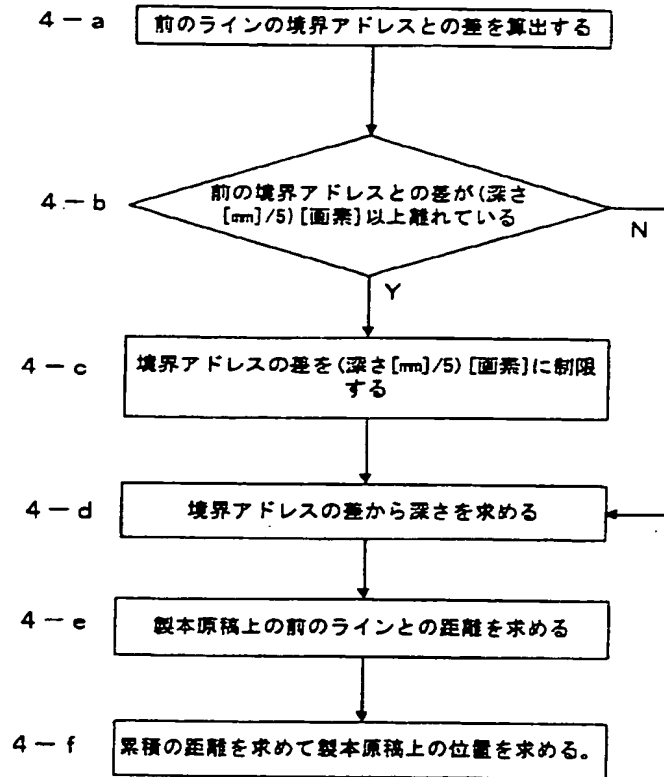 4－a
前のラインの境界アドレスとの差を算出する
4－b
前の境界アドレスとの差が(深さ
[mm]/5)[画素]以上離れている
N
Y
4－c
境界アドレスの差を(深さ[mm]/5)[画素]に制限
する
4－d
境界アドレスの差から深さを求める
4－e
製本原稿上の前のラインとの距離を求める
4－f
累積の距離を求めて製本原稿上の位置を求める。